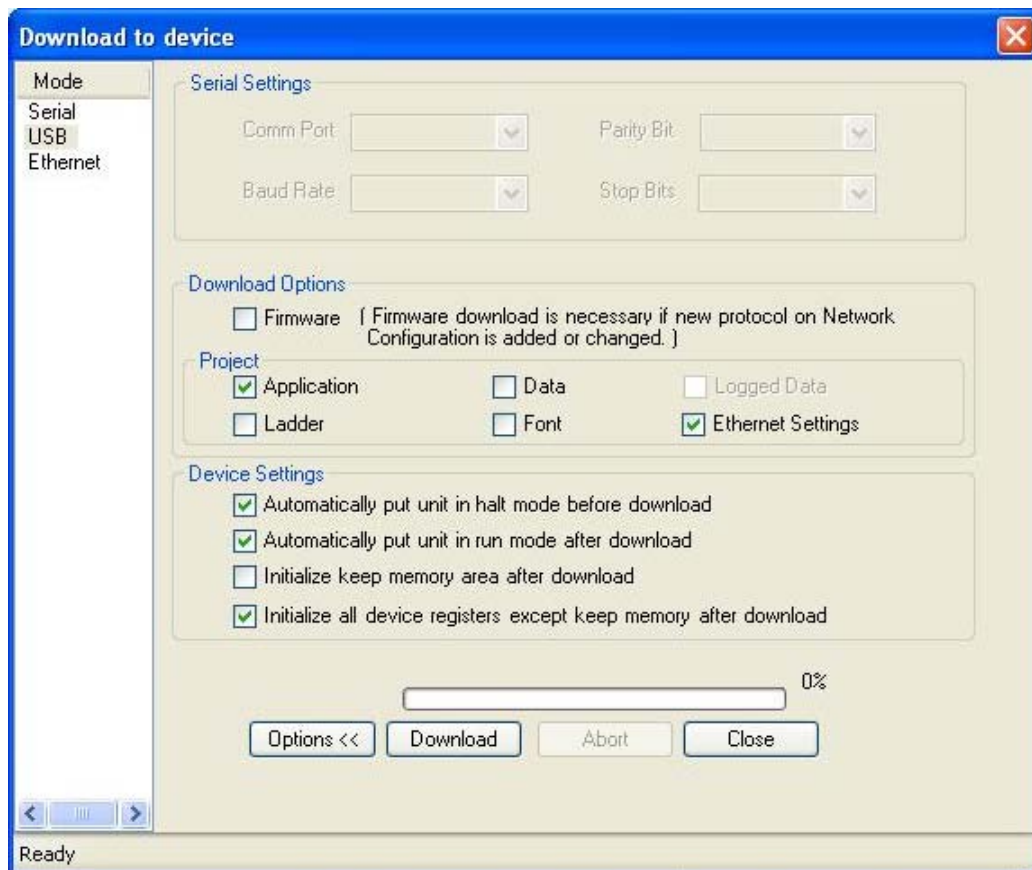 Download to device
Mode
Serial
USB
Ethernet
Serial Settings
Comm Port
Parity Bit
Baud Rate
Stop Bits
Download Options
Firmware ( Firmware download is necessary if new protocol on Network
Configuration is added or changed. )
Project
Application
Data
Logged Data
Ladder
Font
Ethernet Settings
Device Settings
Automatically put unit in halt mode before download
Automatically put unit in run mode after download
Initialize keep memory area after download
Initialize all device registers except keep memory after download
0%
Options <<
Download
Abort
Close
Ready